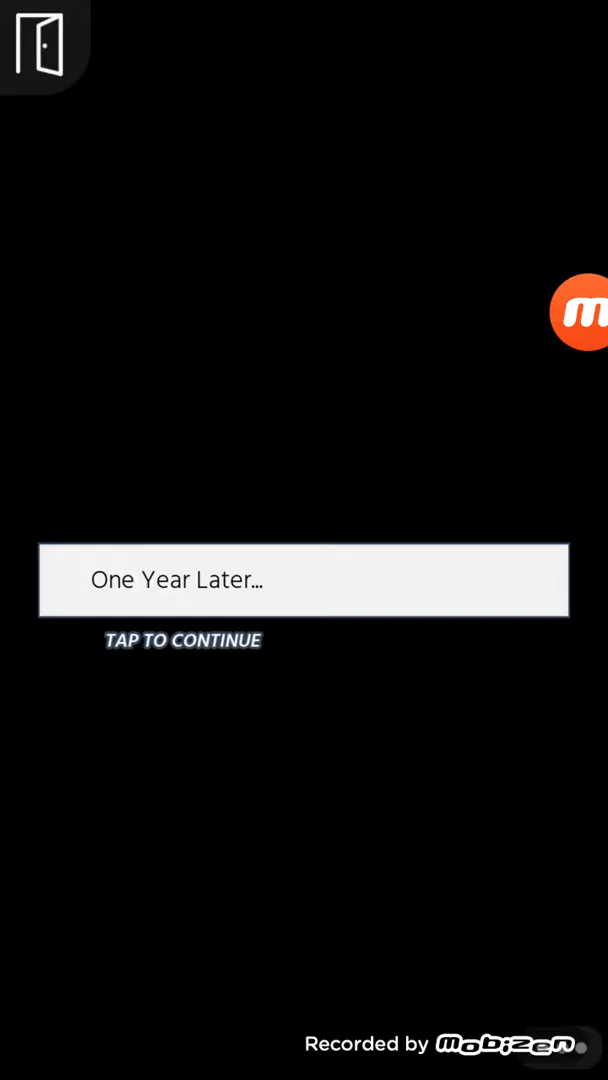 m
One Year Later...
TAP TO CONTINUE
Recorded by mobizen